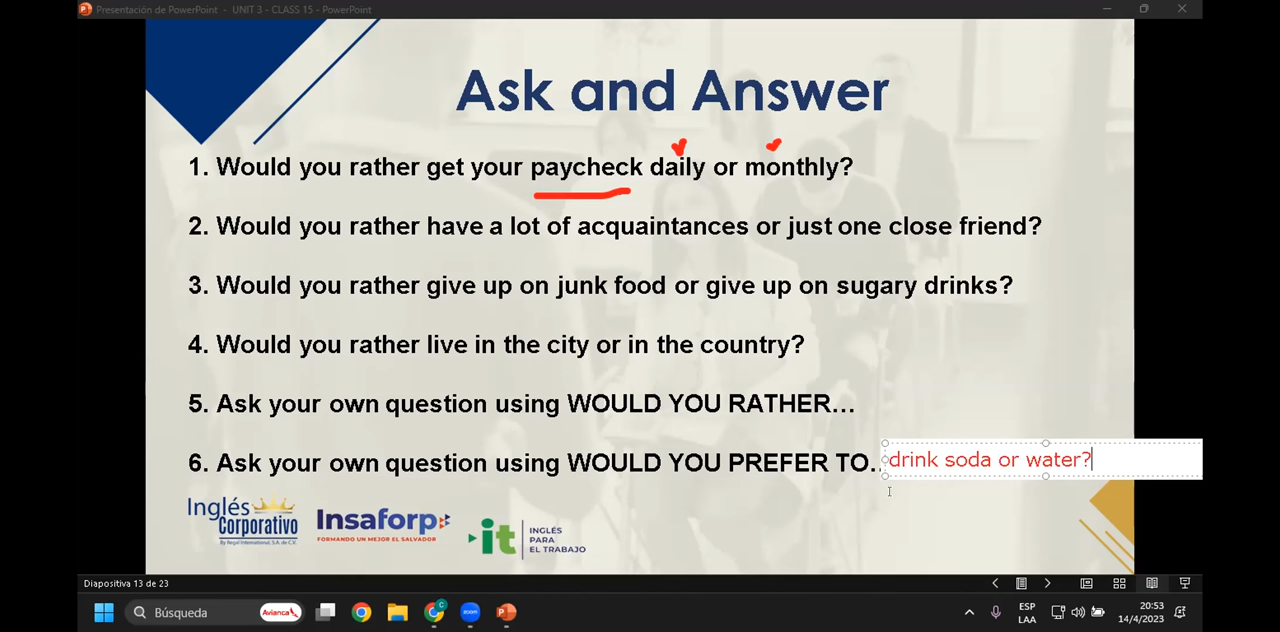 Presentación de PowerPoint - UNIT 3 - CLASS 15 - PowerPoint
Ask and Answer
1. Would you rather get your paycheck daily or monthly?
2. Would you rather have a lot of acquaintances or just one close friend?
3. Would you rather give up on junk food or give up on sugary drinks?
4. Would you rather live in the city or in the country?
5. Ask your own question using WOULD YOU RATHER...
6. Ask your own question using WOULD YOU PREFER TO.. drink soda or water?
Inglés
Corporativo
By Regal International, S.A. de C.V.
Insaforp
FORMANDO UN MEJOR EL SALVADOR
it
INGLÉS
PARA
EL TRABAJO
Diapositiva 13 de 23
Búsqueda
Avianca
zoom
ESP
LAA
20:53
14/4/2023